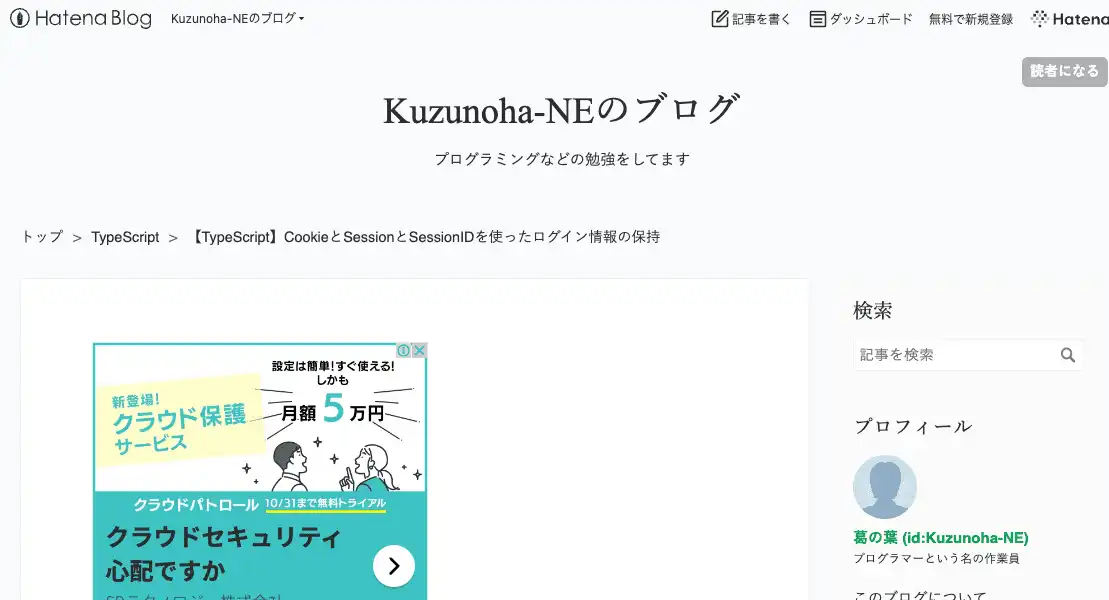 Hatena Blog
Kuzunoha-NEのブログ
記事を書く
ダッシュボード
無料で新規登録
Hatena
読者になる
Kuzunoha-NEのブログ
プログラミングなどの勉強をしてます
トップ > TypeScript > 【TypeScript】CookieとSessionとSessionIDを使ったログイン情報の保持
設定は簡単!すぐ使える!
しかも
月額5万円
新登場!
クラウド保護
サービス
クラウドパトロール 10/31まで無料トライアル
クラウドセキュリティ
心配ですか
検索
記事を検索
プロフィール
葛の葉 (id:Kuzunoha-NE)
プログラマーという名の作業員
このブログについて